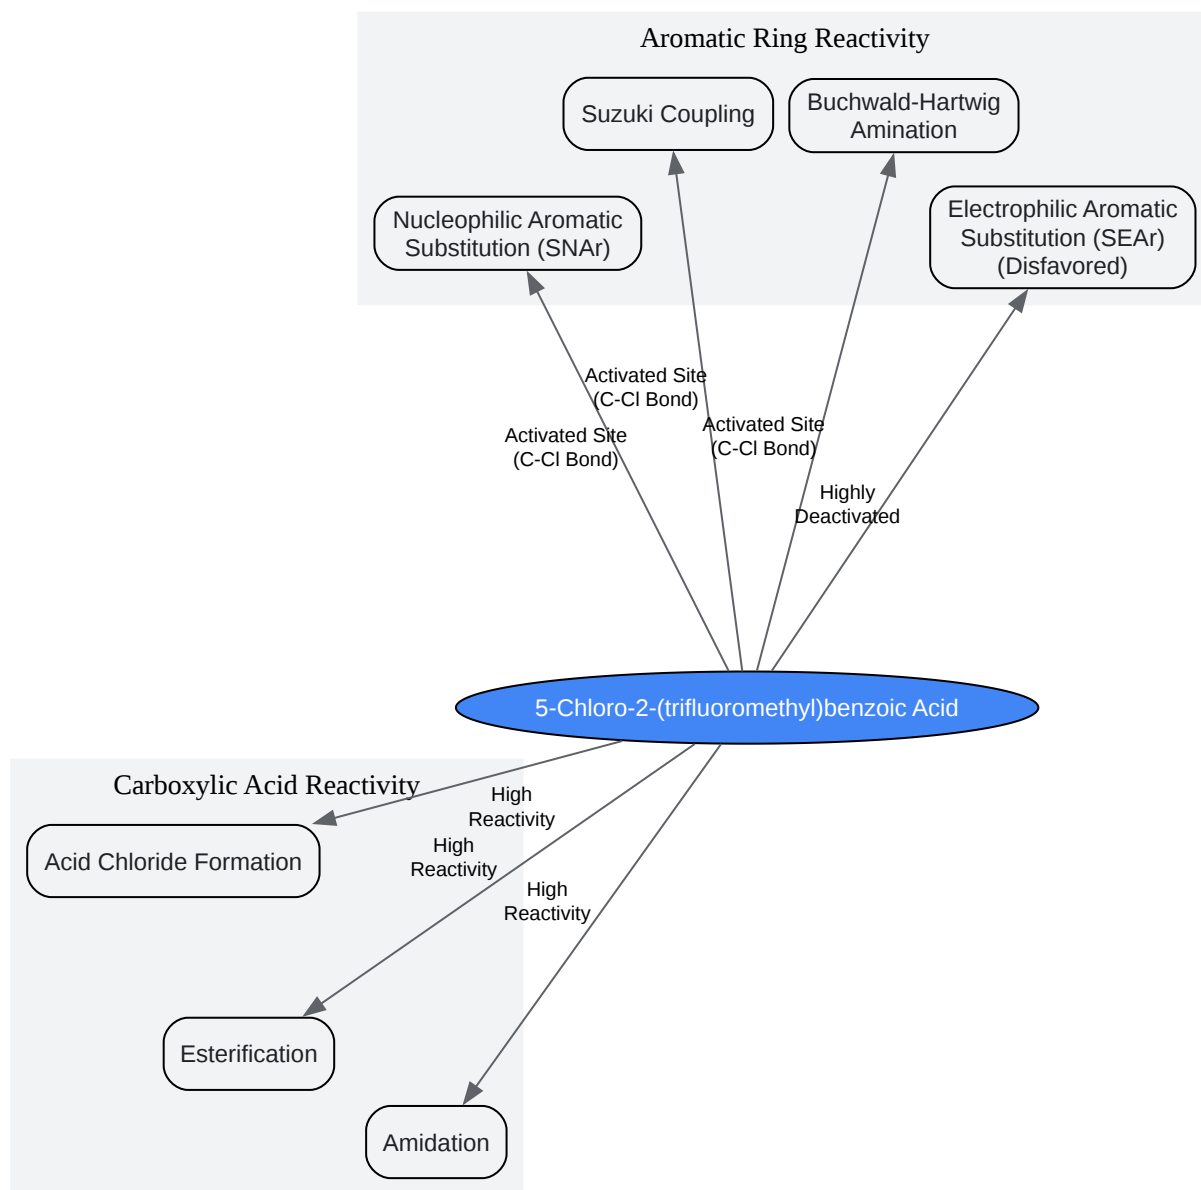 Aromatic Ring Reactivity
Suzuki Coupling
Buchwald-Hartwig
Amination
Nucleophilic Aromatic
Substitution (SNAr)
Electrophilic Aromatic
Substitution (SEAr)
(Disfavored)
Activated Site
(C-Cl Bond)
Activated Site
(C-Cl Bond)
Activated Site
(C-Cl Bond)
Highly
Deactivated
5-Chloro-2-(trifluoromethyl)benzoic Acid
Carboxylic Acid Reactivity
High
Reactivity
High
Reactivity
High
Reactivity
Acid Chloride Formation
Esterification
Amidation